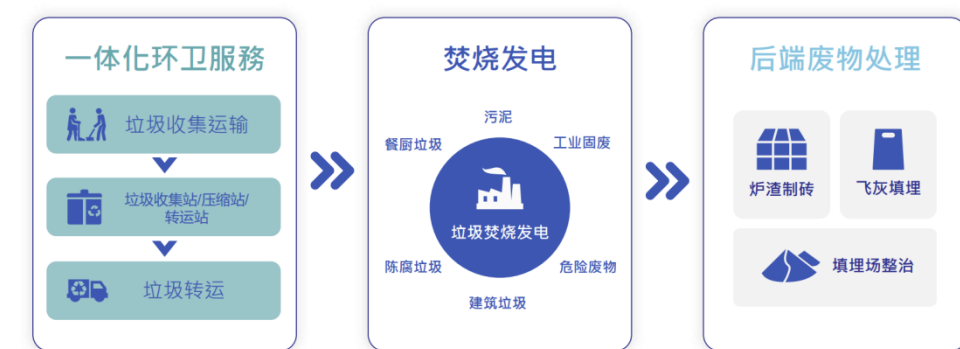 一体化环卫服務
垃圾收集运输
垃圾收集站/压缩站/
转运站
垃圾转运
焚烧发电
污泥
餐厨垃圾
工业固废
垃圾焚烧发电
陈腐垃圾
危险废物
建筑垃圾
后端废物处理
炉渣制砖
飞灰填埋
填埋场整治